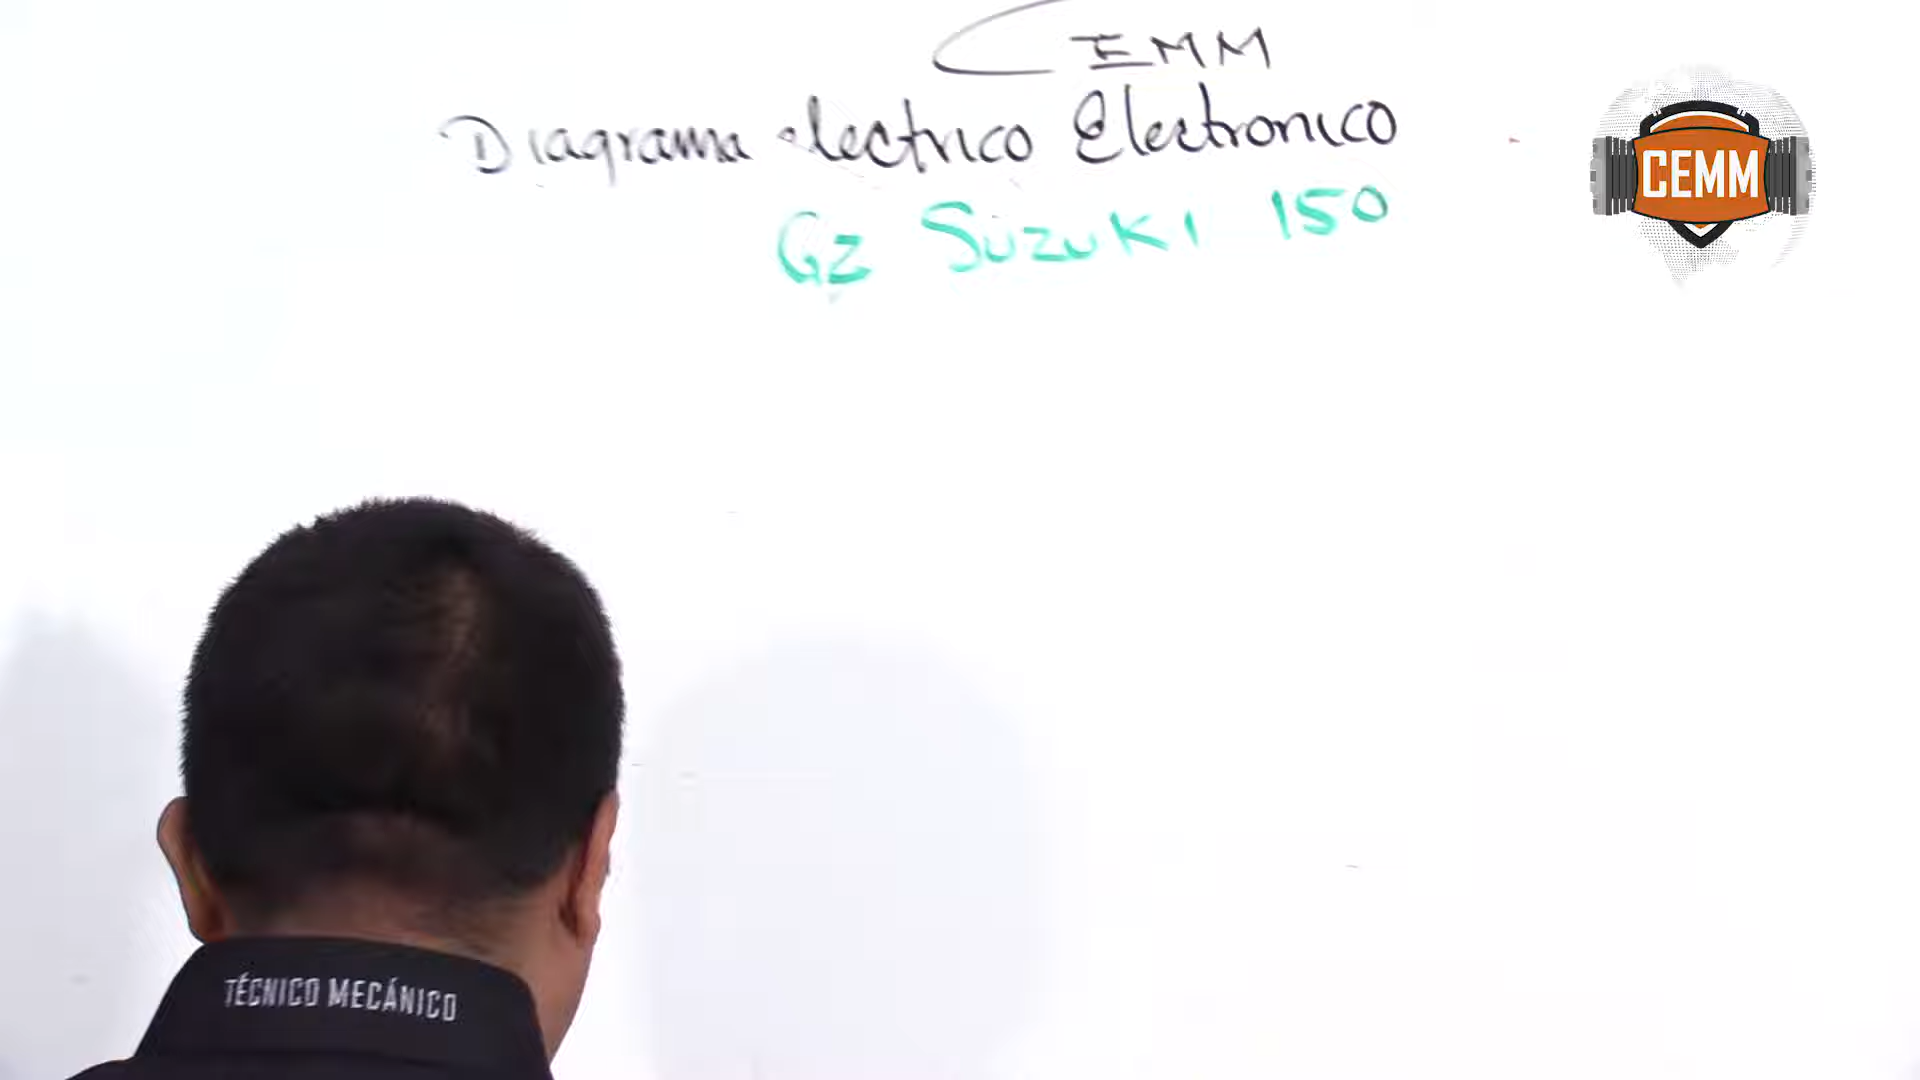 CEMM
Diagrama electrico Electronico
Gz Suzuki 150
CEMM
TÉCNICO MECÁNICO